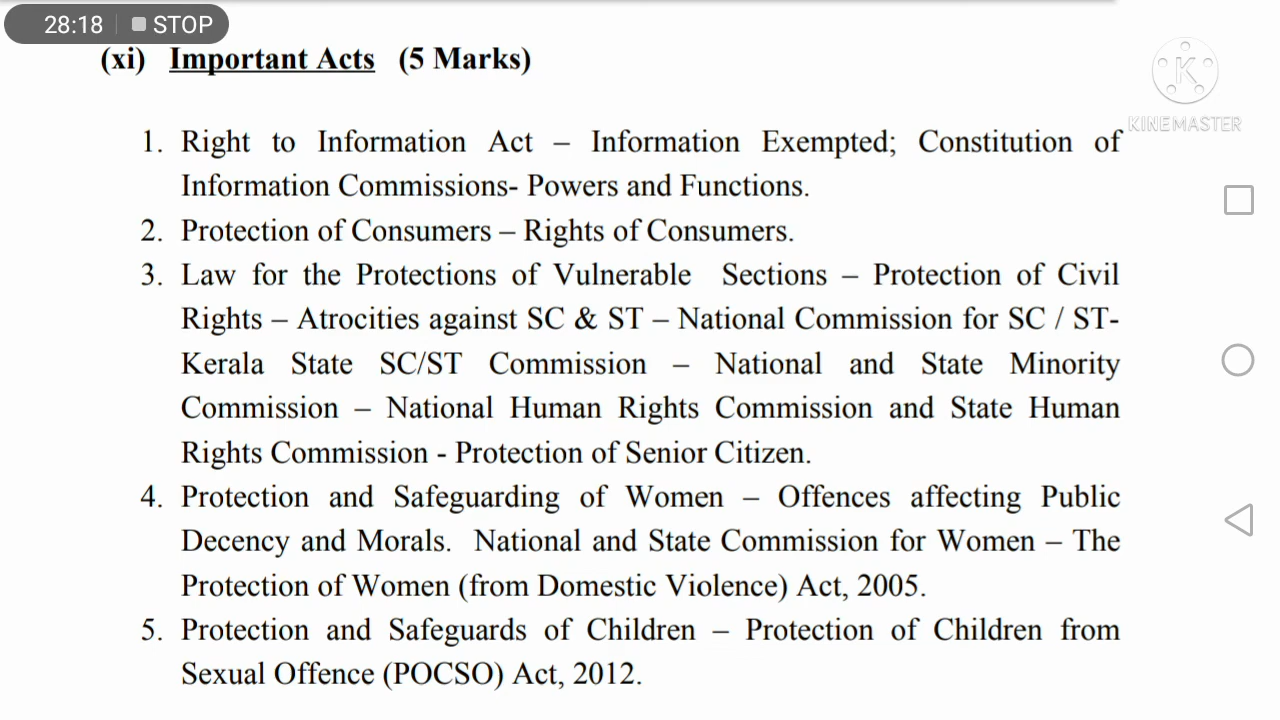 28:18 STOP
(xi) Important Acts (5 Marks)
KINEMASTER
1. Right to Information Act – Information Exempted; Constitution of
Information Commissions- Powers and Functions.
2. Protection of Consumers – Rights of Consumers.
3. Law for the Protections of Vulnerable Sections – Protection of Civil
Rights – Atrocities against SC & ST – National Commission for SC / ST-
Kerala State SC/ST Commission – National and State Minority
Commission – National Human Rights Commission and State Human
Rights Commission - Protection of Senior Citizen.
4. Protection and Safeguarding of Women – Offences affecting Public
Decency and Morals. National and State Commission for Women – The
Protection of Women (from Domestic Violence) Act, 2005.
5. Protection and Safeguards of Children – Protection of Children from
Sexual Offence (POCSO) Act, 2012.